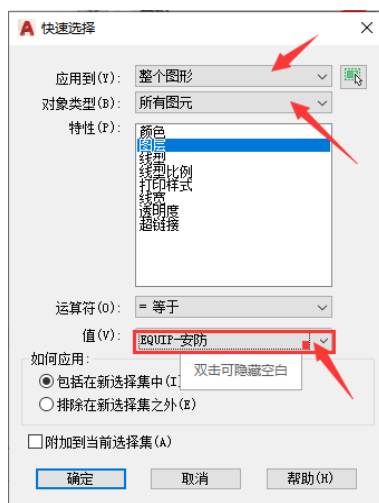 快速选择
应用到(Y): 整个图形
对象类型(B): 所有图元
特性(P):
颜色
图层
线型
线型比例
打印样式
线宽
透明度
超链接
运算符(O): = 等于
值(V): EQUIP-安防
双击可隐藏空白
如何应用:
包括在新选择集中(I)
排除在新选择集之外(E)
附加到当前选择集(A)
确定 取消 帮助(H)